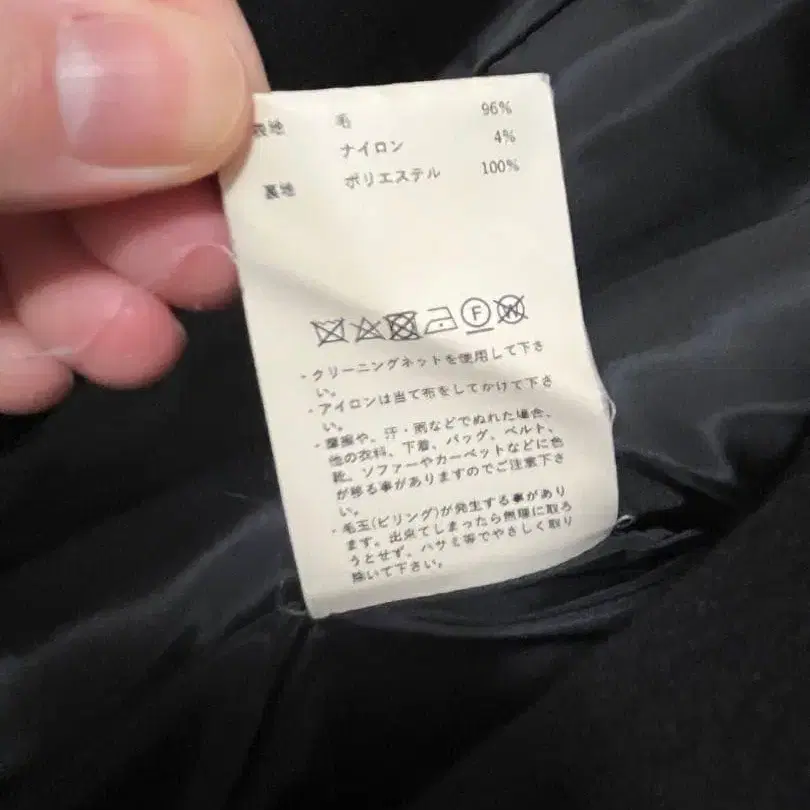 表地 毛 96%
ナイロン 4%
裏地 ポリエステル 100%
F W
・クリーニングネットを使用して下さ
い。
・アイロンは当て布をしてかけて下さ
い。
・摩擦や、汗・雨などでぬれた場合、
他の衣料、下着、バッグ、ベルト、
靴、ソファーやカーペットなどに色
が移る事がありますのでご注意下さ
い。
・毛玉(ピリング)が発生する事があり
ます。出来てしまったら無理に取ろ
うとせず、ハサミ等でやさしく取り
除いて下さい。